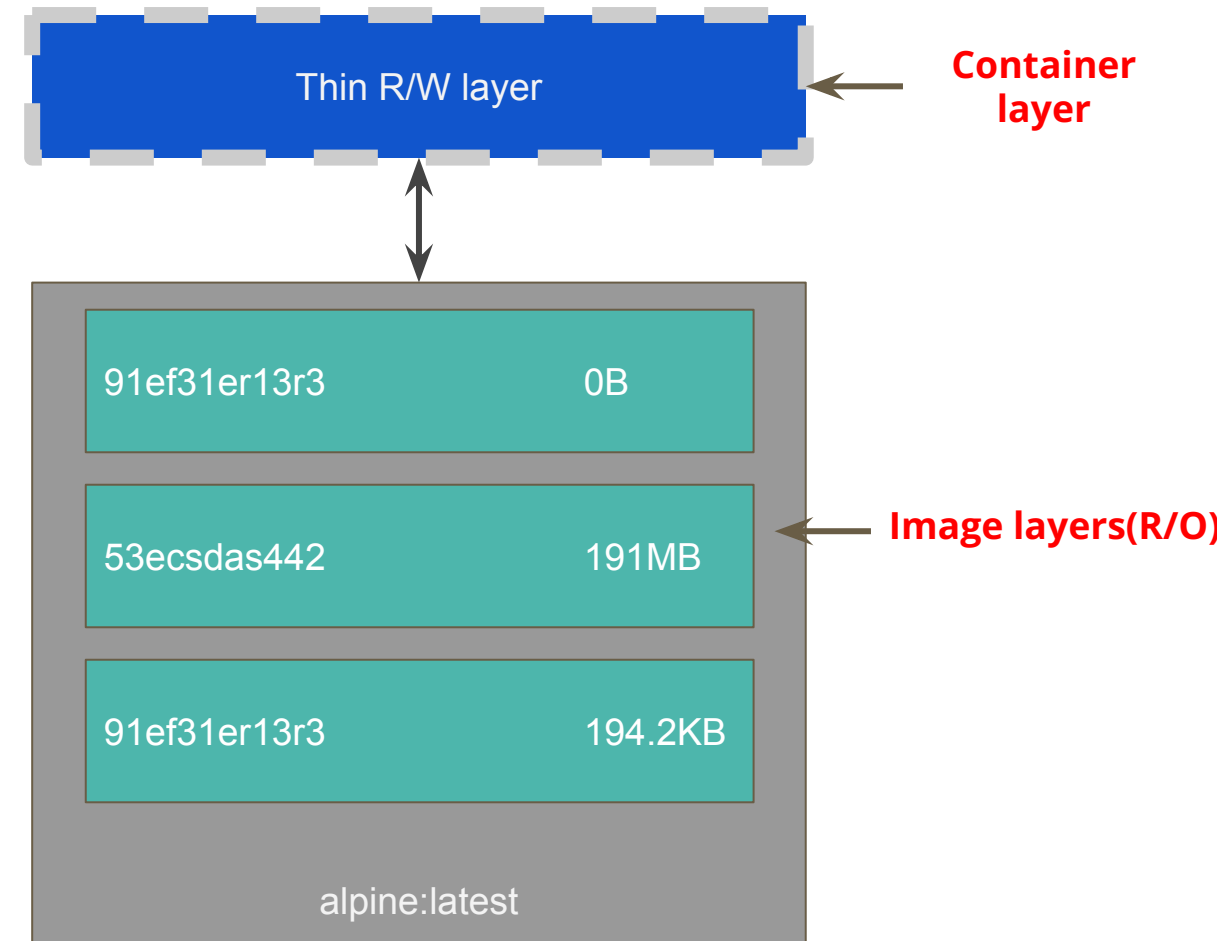 Thin R/W layer
Container
layer
91ef31er13r3 0B
53ecsdas442 191MB
Image layers(R/O)
91ef31er13r3 194.2KB
alpine:latest